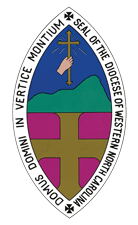 DOMUS DOMINI IN VERTICE MONTIUM
SEAL OF THE DIOCESE OF WESTERN NORTH CAROLINA